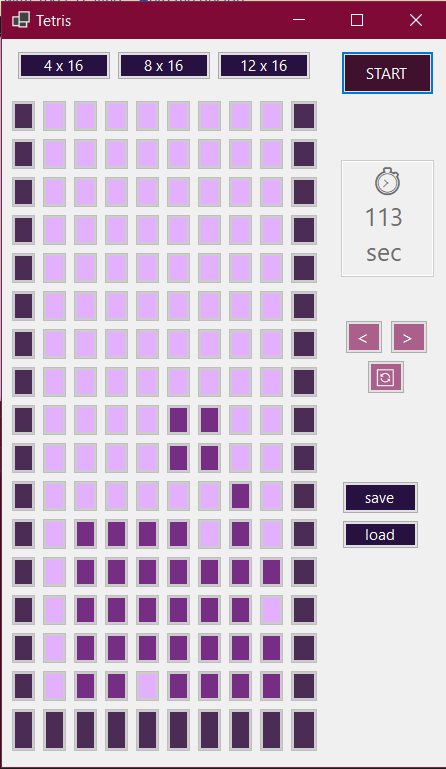 Tetris
4 x 16
8 x 16
12 x 16
START
113
sec
<
>
save
load